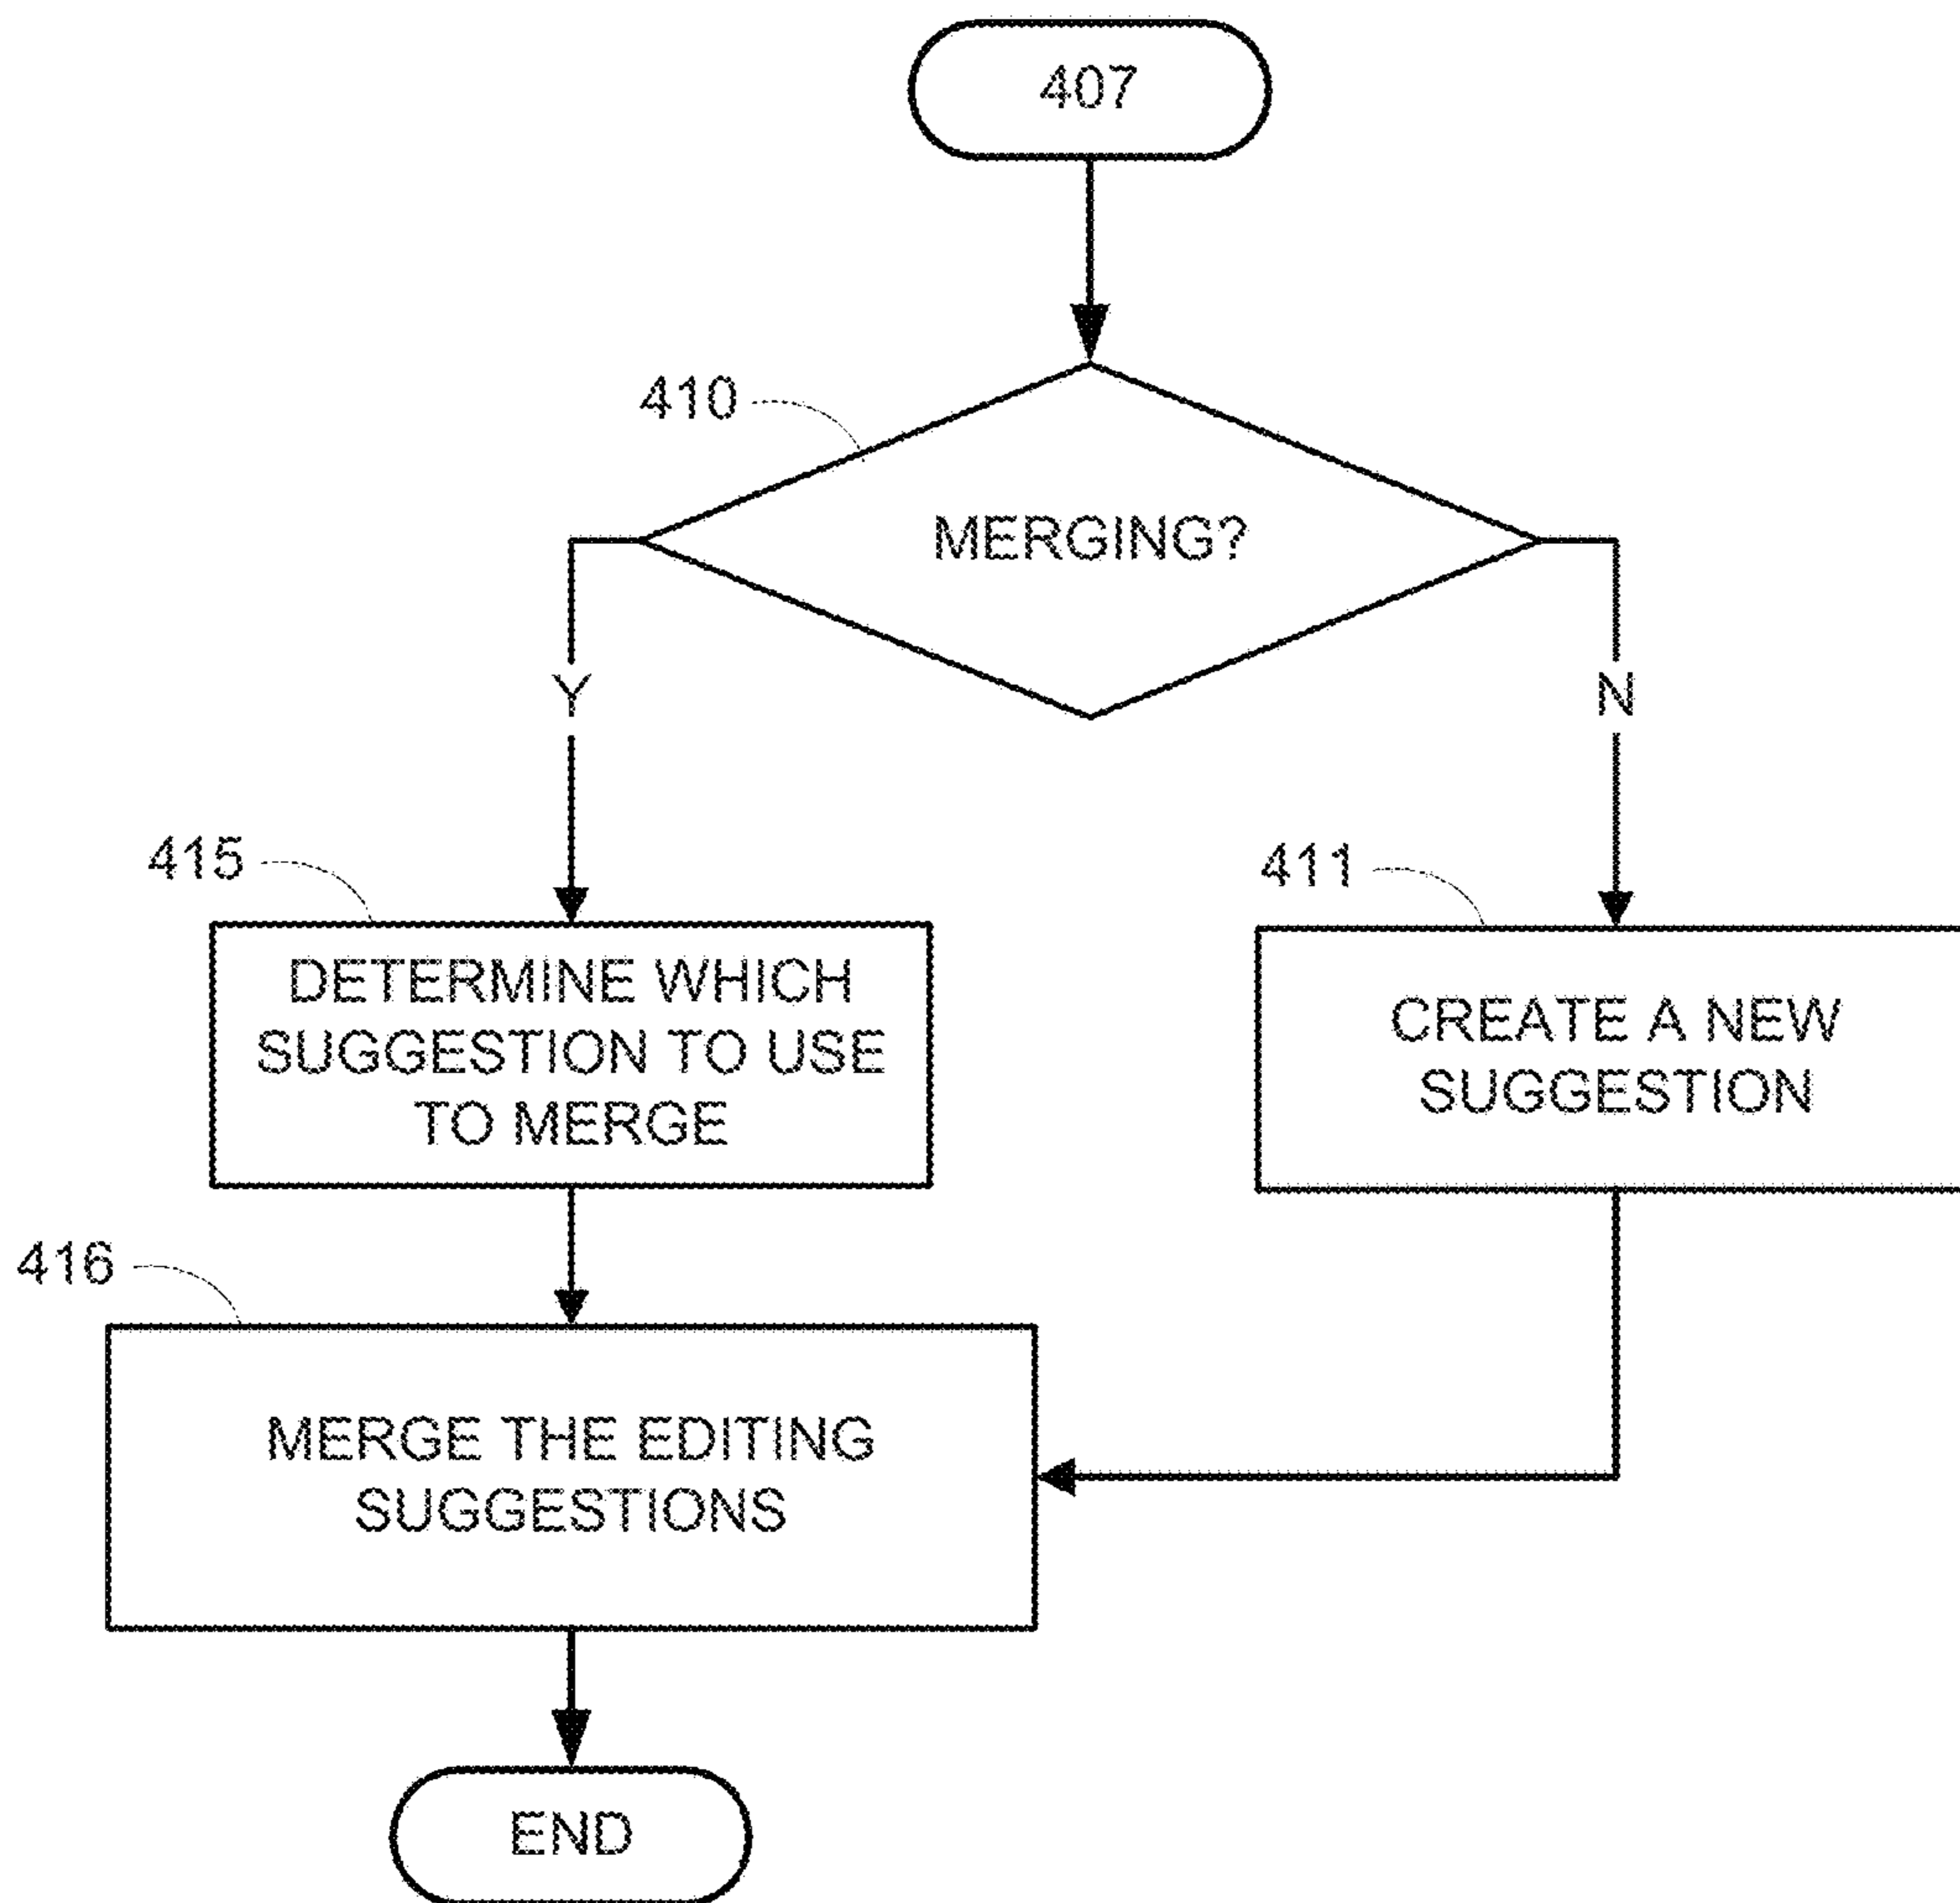 407
410
MERGING?
Y
N
415
411
DETERMINE WHICH
SUGGESTION TO USE
TO MERGE
CREATE A NEW
SUGGESTION
416
MERGE THE EDITING
SUGGESTIONS
END